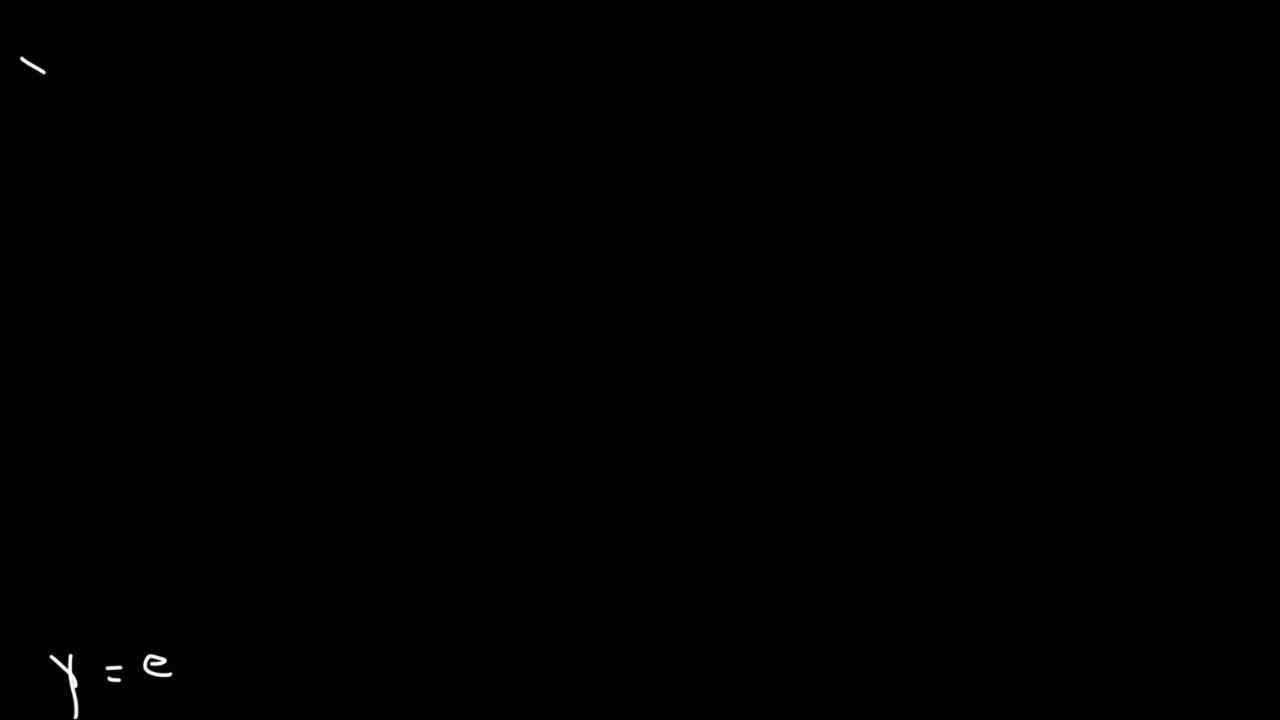 y = e